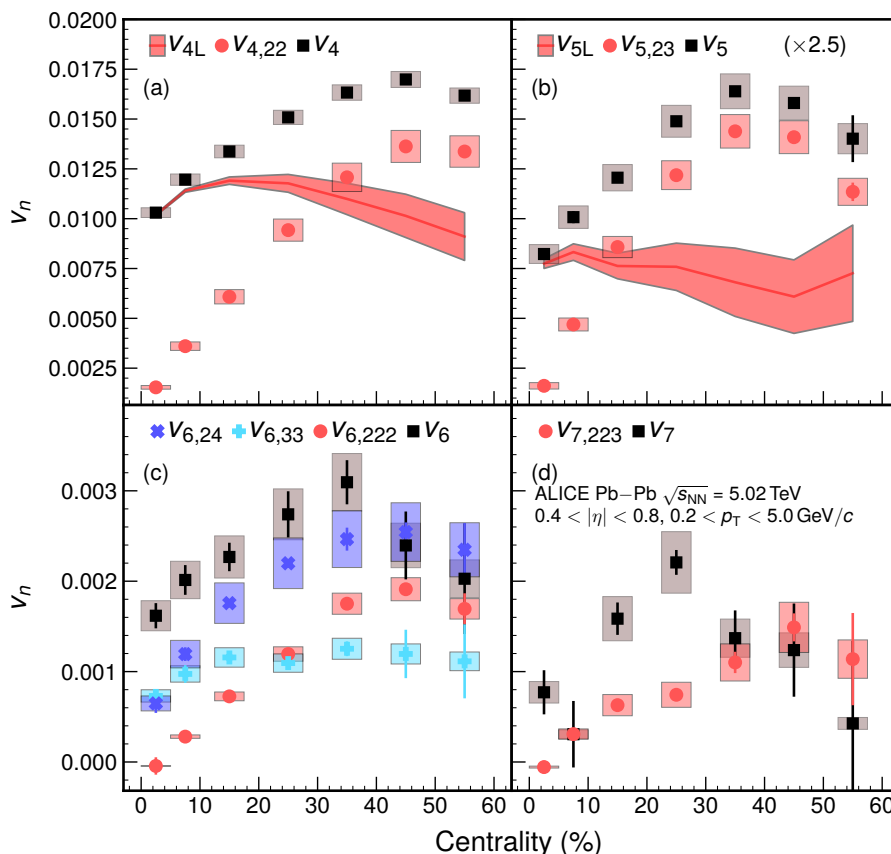 v4L v4,22 v4
v5L v5,23 v5 (×2.5)
(a)
(b)
0.0200
0.0175
0.0150
0.0125
0.0100
0.0075
0.0050
0.0025
vn
v6,24 v6,33 v6,222 v6
v7,223 v7
(c)
(d)
ALICE Pb−Pb √sNN = 5.02 TeV
0.4 < |η| < 0.8, 0.2 < pT < 5.0 GeV/c
0.003
0.002
0.001
0.000
vn
0 10 20 30 40 50 60
0 10 20 30 40 50 60
Centrality (%)